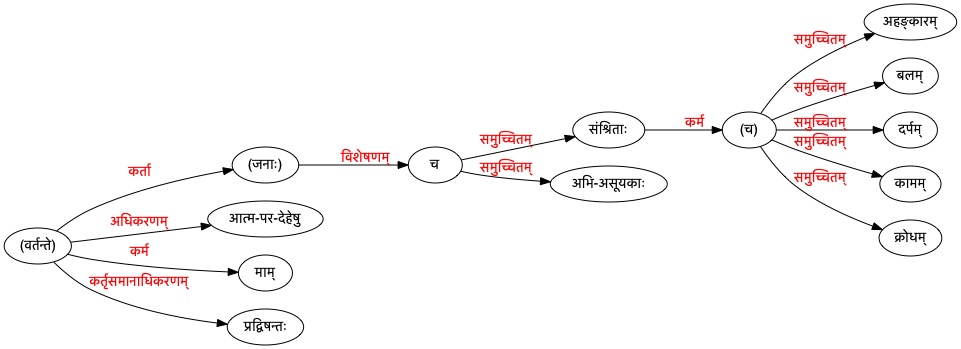 अहङ्कारम्
समुच्चितम्
बलम्
समुच्चितम्
संश्रिताः
कर्म
(च)
समुच्चितम्
दर्पम्
समुच्चितम्
समुच्चितम्
(जनाः)
विशेषणम्
च
समुच्चितम्
अभि-असूयकाः
कामम्
कर्ता
समुच्चितम्
आत्म-पर-देहेषु
अधिकरणम्
क्रोधम्
(वर्तन्ते)
कर्म
माम्
कर्तृसमानाधिकरणम्
प्रद्विषन्तः